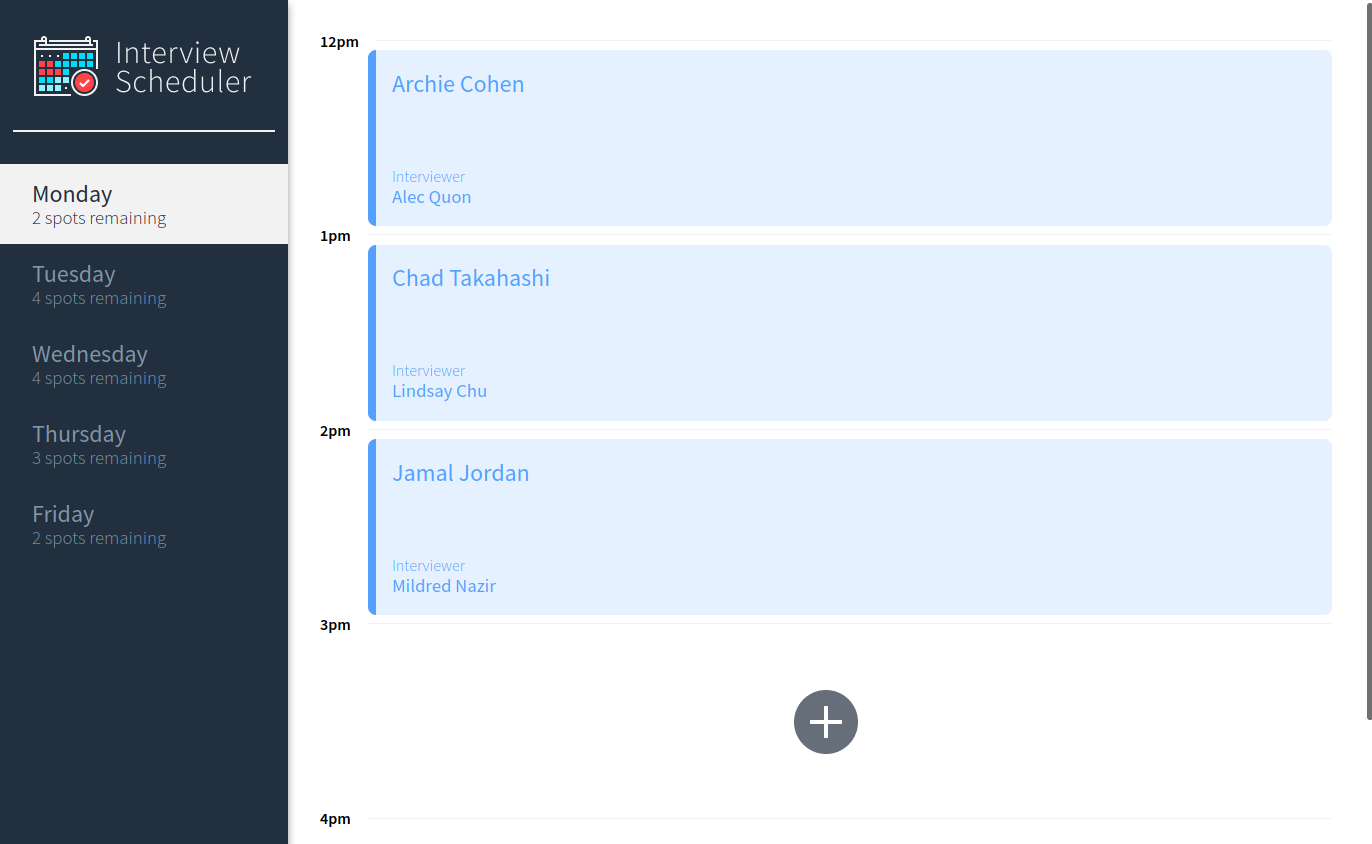 Interview
Scheduler
Monday
2 spots remaining
Tuesday
4 spots remaining
Wednesday
4 spots remaining
Thursday
3 spots remaining
Friday
2 spots remaining
12pm
Archie Cohen
Interviewer
Alec Quon
1pm
Chad Takahashi
Interviewer
Lindsay Chu
2pm
Jamal Jordan
Interviewer
Mildred Nazir
3pm
4pm